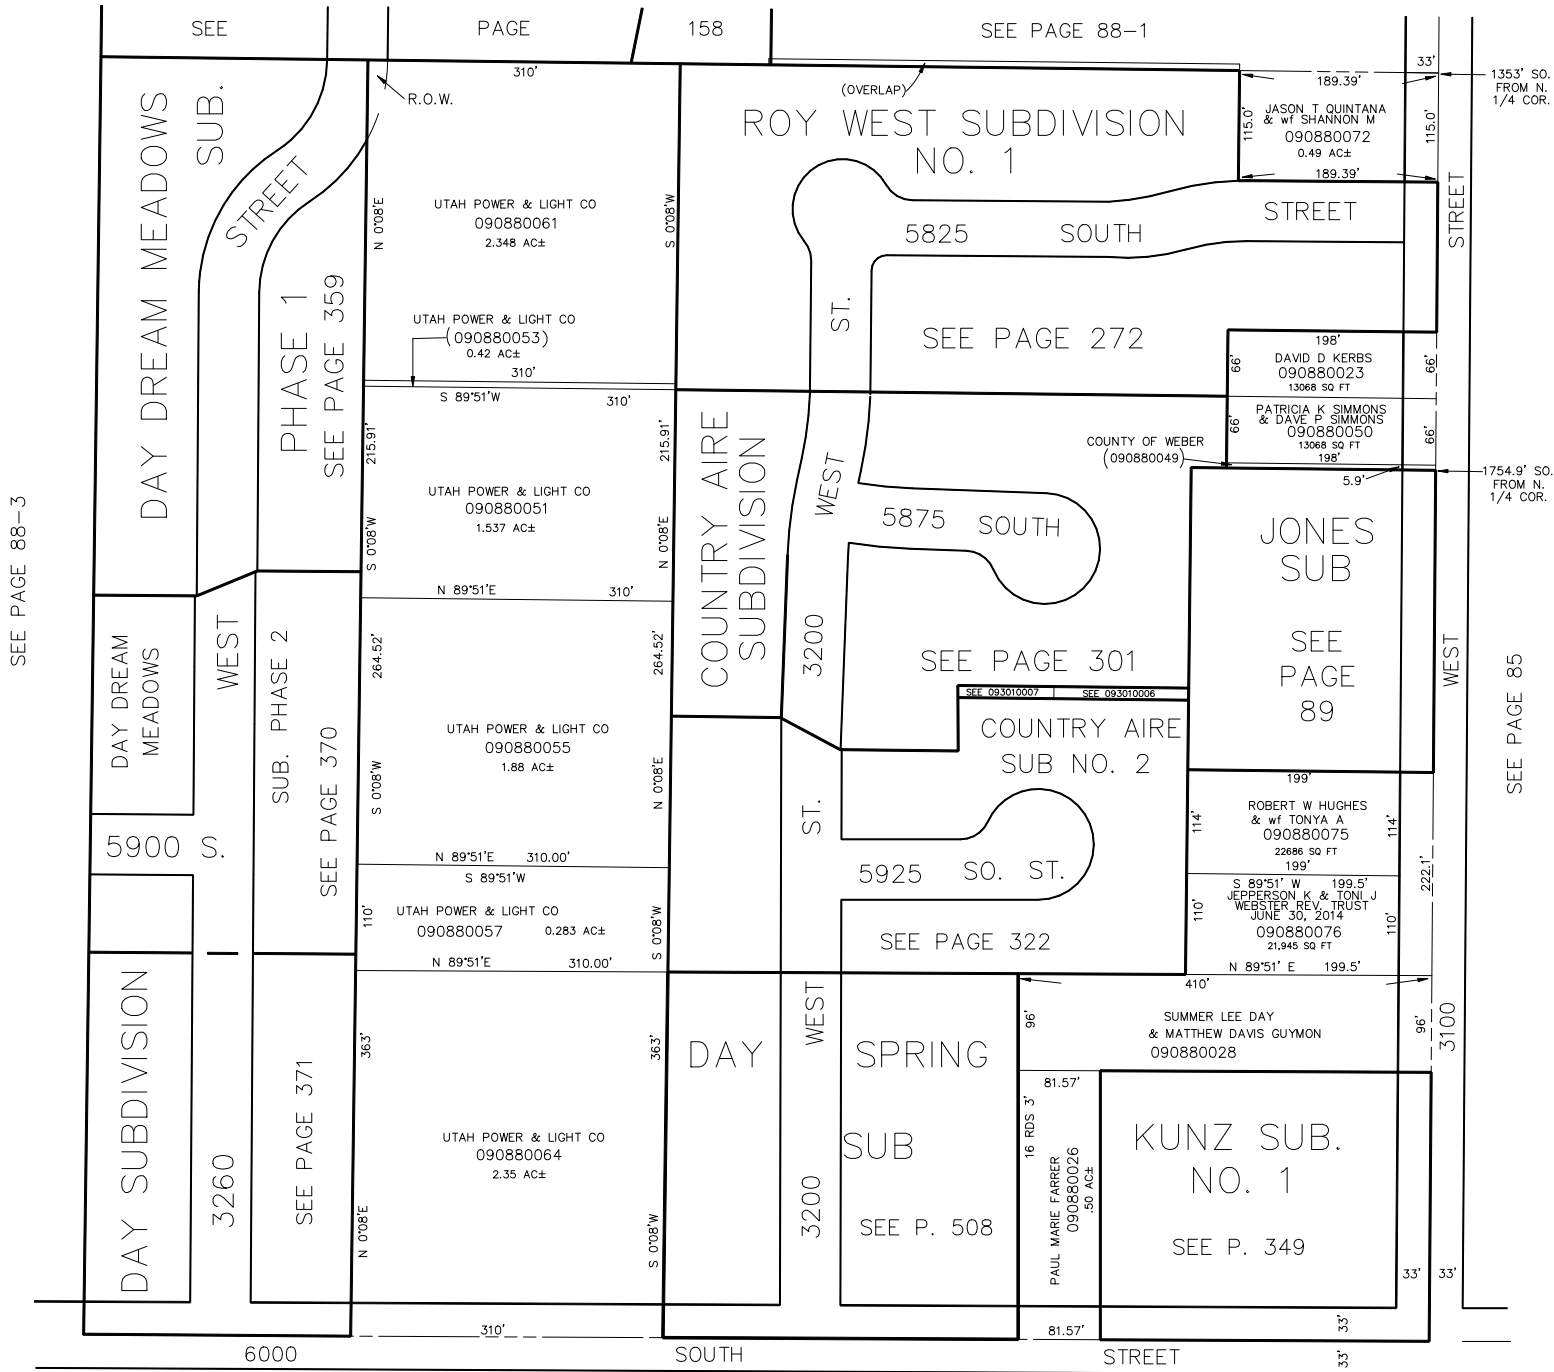 SEE PAGE 158
SEE PAGE 88-1
33'
310'
189.39'
1353' SO.
FROM N.
1/4 COR.
R.O.W.
(OVERLAP)
DAY DREAM MEADOWS
SUB.
STREET
PHASE 1
SEE PAGE 359
ROY WEST SUBDIVISION
NO. 1
115.0'
JASON T QUINTANA
& wf SHANNON M
090880072
0.49 AC±
115.0'
189.39'
STREET
N 0°08'E
UTAH POWER & LIGHT CO
090880061
2.348 AC±
S 0°08'W
5825 SOUTH STREET
ST.
UTAH POWER & LIGHT CO
(090880053)
0.42 AC±
310'
SEE PAGE 272
198'
66'
DAVID D KERBS
090880023
13068 SQ FT
66'
S 89°51'W 310'
PATRICIA K SIMMONS
& DAVE P SIMMONS
090880050
13068 SQ FT
198'
66'
66'
COUNTY OF WEBER
(090880049)
5.9'
1754.9' SO.
FROM N.
1/4 COR.
215.91'
215.91'
UTAH POWER & LIGHT CO
090880051
1.537 AC±
S 0°08'W
N 0°08'E
N 89°51'E 310'
COUNTRY AIRE
SUBDIVISION
WEST
5875 SOUTH
3200
SEE PAGE 301
JONES
SUB
SEE
PAGE
89
SEE PAGE 88-3
SEE PAGE 85
WEST
DAY DREAM
MEADOWS
WEST
SUB. PHASE 2
SEE PAGE 370
264.52'
264.52'
UTAH POWER & LIGHT CO
090880055
1.88 AC±
S 0°08'W
N 0°08'E
SEE 093010007
SEE 093010006
COUNTRY AIRE
SUB NO. 2
ST.
199'
114'
ROBERT W HUGHES
& wf TONYA A
090880075
22686 SQ FT
199'
114'
222.1'
5900 S.
N 89°51'E 310.00'
S 89°51'W
5925 SO. ST.
S 89°51' W 199.5'
JEPPERSON K & TONI J
WEBSTER REV. TRUST
JUNE 30, 2014
090880076
21,945 SQ FT
110'
110'
N 89°51' E 199.5'
110'
UTAH POWER & LIGHT CO
090880057 0.283 AC±
S 0°08'W
N 89°51'E 310.00'
SEE PAGE 322
410'
96'
SUMMER LEE DAY
& MATTHEW DAVIS GUYMON
090880028
96'
3100
DAY SUBDIVISION
3260
SEE PAGE 371
363'
363'
UTAH POWER & LIGHT CO
090880064
2.35 AC±
N 0°08'E
S 0°08'W
WEST
3200
DAY SPRING
SUB
SEE P. 508
81.57'
16 RDS 3'
PAUL MARIE FARRER
090880026
.50 AC±
KUNZ SUB.
NO. 1
SEE P. 349
33' 33'
310'
81.57'
33'
33'
6000 SOUTH STREET